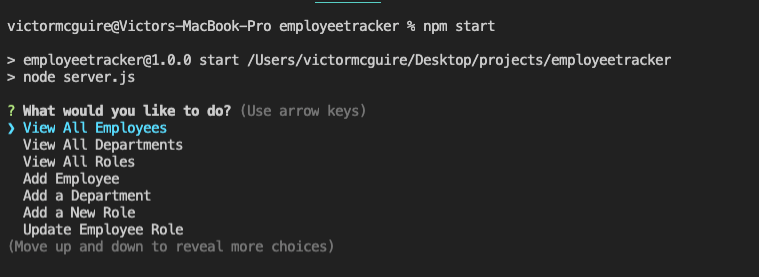 victormcguire@Victors-MacBook-Pro employeetracker % npm start
> employeetracker@1.0.0 start /Users/victormcguire/Desktop/projects/employeetracker
> node server.js
? What would you like to do? (Use arrow keys)
❯ View All Employees
View All Departments
View All Roles
Add Employee
Add a Department
Add a New Role
Update Employee Role
(Move up and down to reveal more choices)